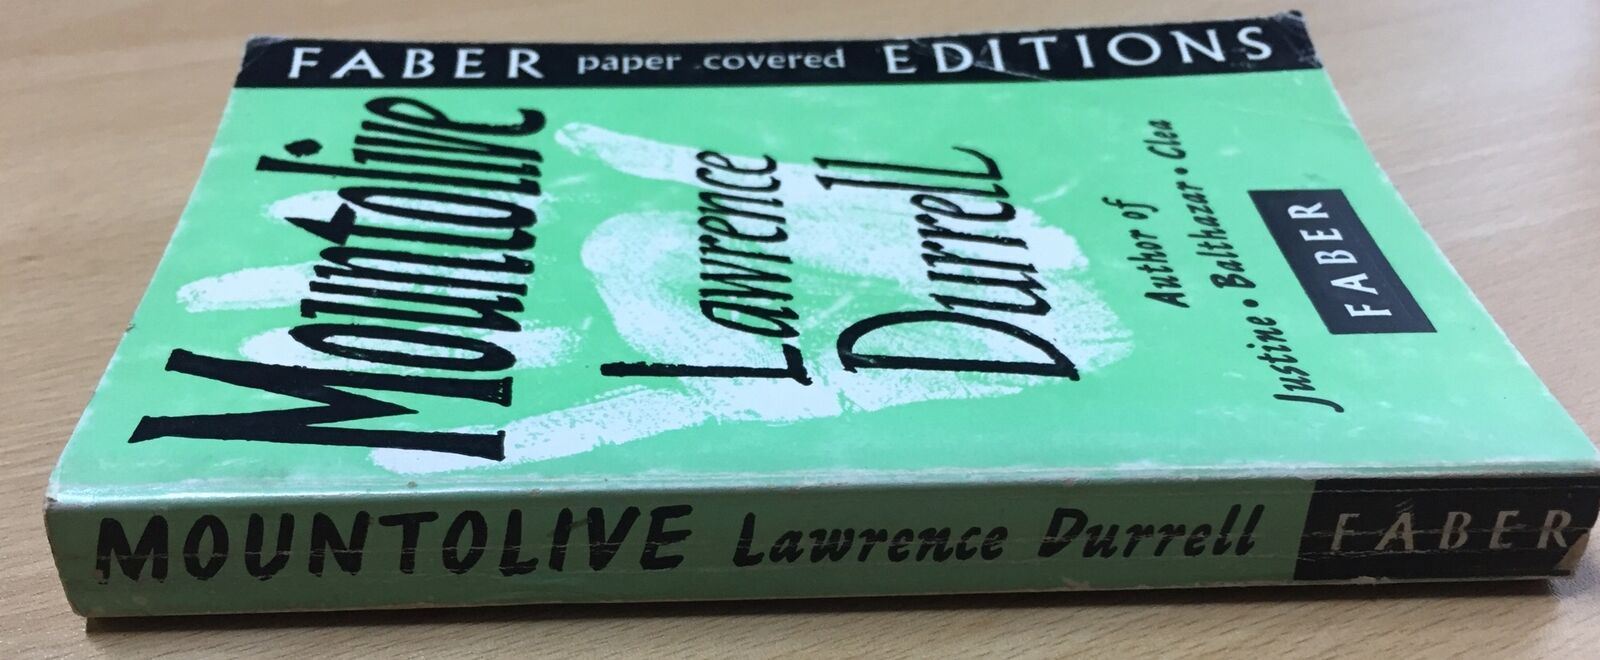 FABER paper covered EDITIONS
Mountolive
Lawrence
Durrell
Author of
Justine • Balthazar • Clea
FABER
MOUNTOLIVE Lawrence Durrell FABER